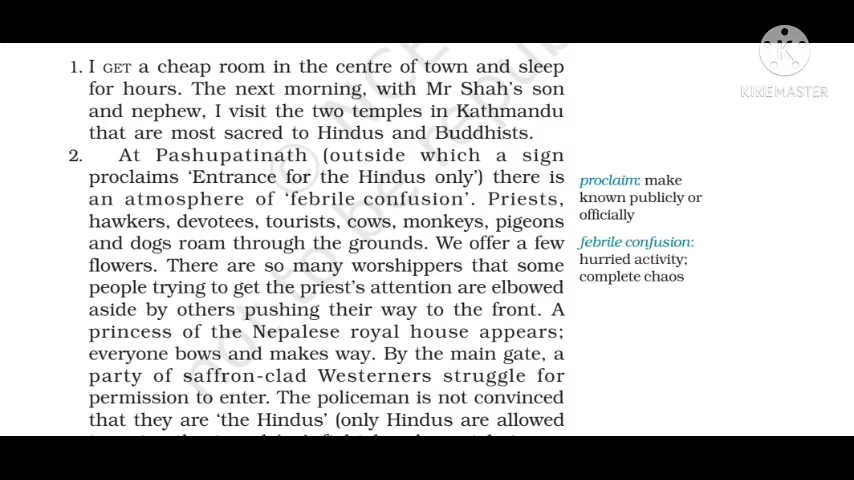 1. I GET a cheap room in the centre of town and sleep
for hours. The next morning, with Mr Shah's son
and nephew, I visit the two temples in Kathmandu
that are most sacred to Hindus and Buddhists.
2. At Pashupatinath (outside which a sign
proclaims 'Entrance for the Hindus only') there is
an atmosphere of 'febrile confusion'. Priests,
hawkers, devotees, tourists, cows, monkeys, pigeons
and dogs roam through the grounds. We offer a few
flowers. There are so many worshippers that some
people trying to get the priest's attention are elbowed
aside by others pushing their way to the front. A
princess of the Nepalese royal house appears;
everyone bows and makes way. By the main gate, a
party of saffron-clad Westerners struggle for
permission to enter. The policeman is not convinced
that they are 'the Hindus' (only Hindus are allowed
proclaim: make
known publicly or
officially
febrile confusion:
hurried activity;
complete chaos
K
KINEMASTER
© NCE
not to be repub